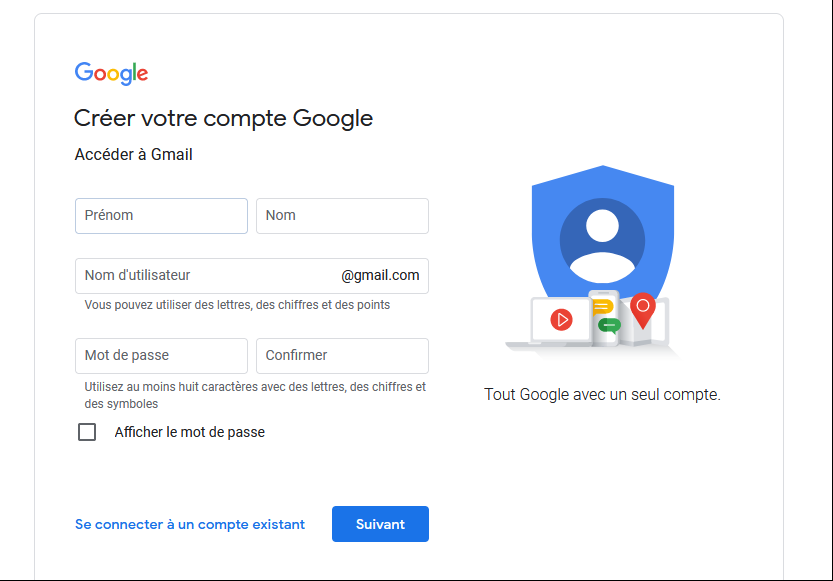 Google
Créer votre compte Google
Accéder à Gmail
Prénom
Nom
Nom d'utilisateur
@gmail.com
Vous pouvez utiliser des lettres, des chiffres et des points
Mot de passe
Confirmer
Utilisez au moins huit caractères avec des lettres, des chiffres et
des symboles
Afficher le mot de passe
Tout Google avec un seul compte.
Se connecter à un compte existant
Suivant